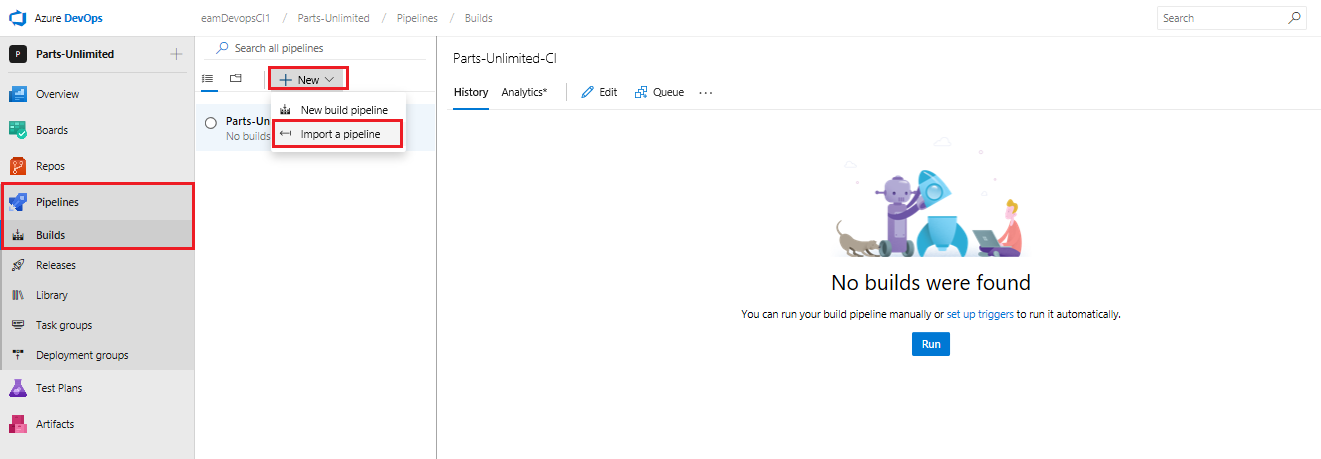 Azure DevOps
eamDevopsCI1 / Parts-Unlimited / Pipelines / Builds
Search
P Parts-Unlimited
Overview
Boards
Repos
Pipelines
Builds
Releases
Library
Task groups
Deployment groups
Test Plans
Artifacts
Search all pipelines
New
New build pipeline
Import a pipeline
Parts-Un
No builds
Parts-Unlimited-CI
History Analytics* Edit Queue ...
No builds were found
You can run your build pipeline manually or set up triggers to run it automatically.
Run